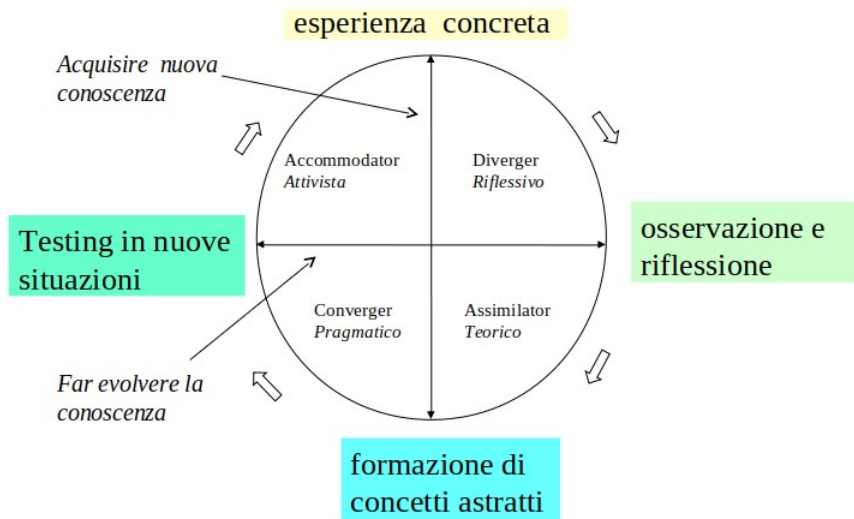 esperienza concreta
Acquisire nuova
conoscenza
Accommodator
Attivista
Diverger
Riflessivo
Testing in nuove
situazioni
osservazione e
riflessione
Converger
Pragmatico
Assimilator
Teorico
Far evolvere la
conoscenza
formazione di
concetti astratti